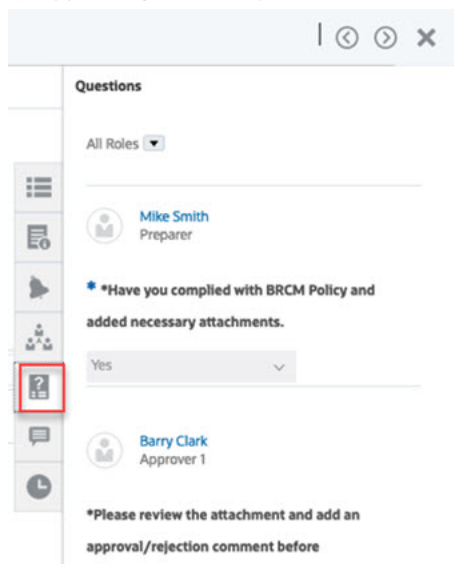 Questions
All Roles
Mike Smith
Preparer
* *Have you complied with BRCM Policy and
added necessary attachments.
Yes
Barry Clark
Approver 1
*Please review the attachment and add an
approval/rejection comment before